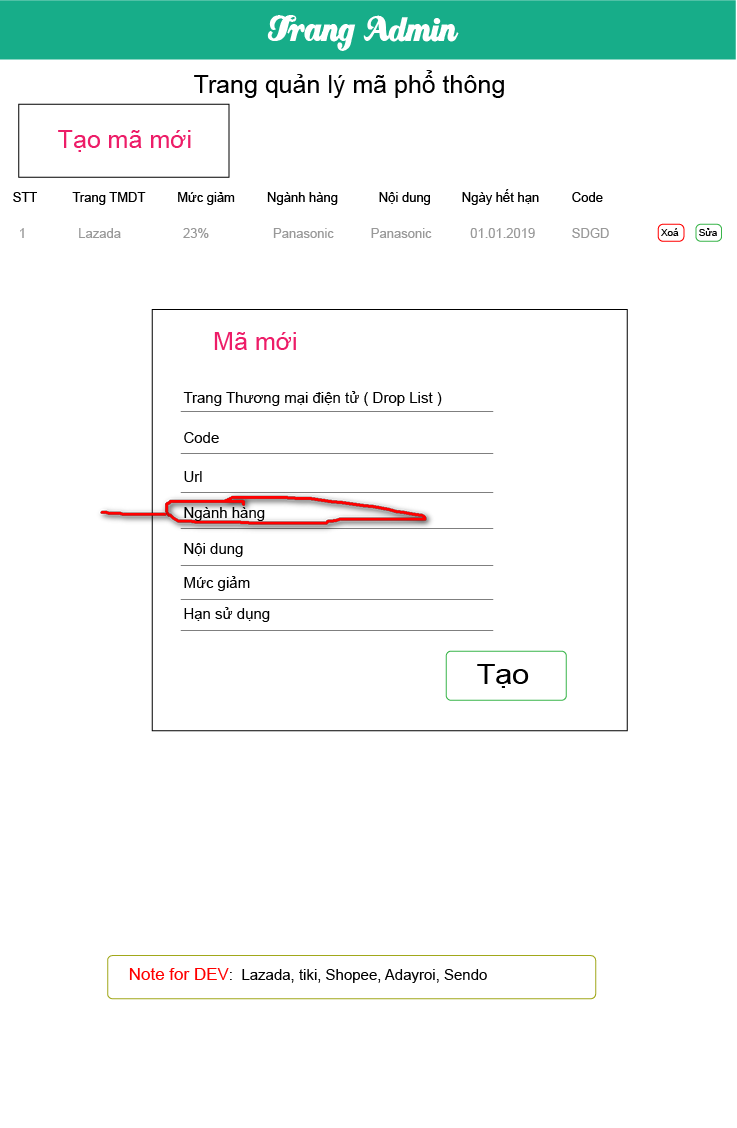 Trang Admin
Trang quản lý mã phổ thông
Tạo mã mới
STT Trang TMDT Mức giảm Ngành hàng Nội dung Ngày hết hạn Code
1 Lazada 23% Panasonic Panasonic 01.01.2019 SDGD Xoá Sửa
Mã mới
Trang Thương mại điện tử ( Drop List )
Code
Url
Ngành hàng
Nội dung
Mức giảm
Hạn sử dụng
Tạo
Note for DEV: Lazada, tiki, Shopee, Adayroi, Sendo